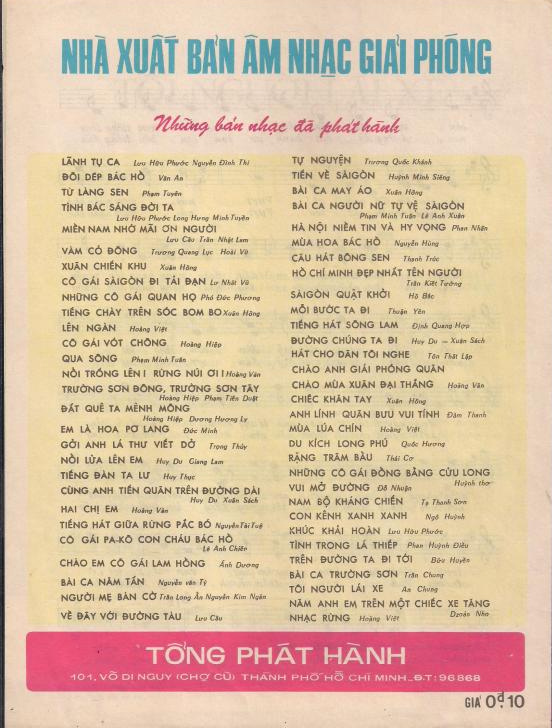 NHÀ XUẤT BẢN ÂM NHẠC GIẢI PHÓNG
Những bản nhạc đã phát hành
LÃNH TỤ CA Lưu Hữu Phước Nguyễn Đình Thi
ĐÔI DÉP BÁC HỒ Văn An
TỪ LÀNG SEN Phạm Tuyên
TÌNH BÁC SÁNG ĐỜI TA
Lưu Hữu Phước Long Hưng Minh Tuyên
MIỀN NAM NHỚ MÃI ƠN NGƯỜI
Lưu Cầu Trần Nhật Lam
VÀM CỎ ĐÔNG Trương Quang Lục Hoài Vũ
XUÂN CHIẾN KHU Xuân Hồng
CÔ GÁI SÀIGÒN ĐI TẢI ĐẠN Lư Nhất Vũ
NHỮNG CÔ GÁI QUAN HỌ Phó Đức Phương
TIẾNG CHÀY TRÊN SÓC BOM BO Xuân Hồng
LÊN NGÀN Hoàng Việt
CÔ GÁI VÓT CHÔNG Hoàng Hiệp
QUA SÔNG Phạm Minh Tuấn
NỔI TRỐNG LÊN ! RỪNG NÚI ƠI ! Hoàng Vân
TRƯỜNG SƠN ĐÔNG, TRƯỜNG SƠN TÂY
Hoàng Hiệp Phạm Tiến Duật
ĐẤT QUÊ TA MÊNH MÔNG
Hoàng Hiệp Dương Hương Ly
EM LÀ HOA PƠ LANG Đức Minh
GỞI ANH LÁ THƯ VIẾT DỞ Trọng Thủy
NỔI LỬA LÊN EM Huy Du Giang Lam
TIẾNG ĐÀN TA LƯ Huy Thục
CÙNG ANH TIẾN QUÂN TRÊN ĐƯỜNG DÀI
Huy Du Xuân Sách
HAI CHỊ EM Hoàng Vân
TIẾNG HÁT GIỮA RỪNG PẮC BÓ Nguyễn Tài Tuệ
CÔ GÁI PA-KÔ CON CHÁU BÁC HỒ
Lê Anh Chiến
CHÀO EM CÔ GÁI LAM HỒNG Ánh Dương
BÀI CA NĂM TẤN Nguyễn văn Tý
NGƯỜI MẸ BÀN CỜ Trần Long Ẩn Nguyễn Kim Ngân
VỀ ĐÂY VỚI ĐƯỜNG TÀU Lưu Cầu
TỰ NGUYỆN Trương Quốc Khánh
TIẾN VỀ SÀIGÒN Huỳnh Minh Siêng
BÀI CA MAY ÁO Xuân Hồng
BÀI CA NGƯỜI NỮ TỰ VỆ SÀIGÒN
Phạm Minh Tuấn Lê Anh Xuân
HÀ NỘI NIỀM TIN VÀ HY VỌNG Phan Nhân
MÙA HOA BÁC HỒ Nguyễn Hùng
CÂU HÁT BÔNG SEN Thanh Trúc
HỒ CHÍ MINH ĐẸP NHẤT TÊN NGƯỜI
Trần Kiết Tường
SÀIGÒN QUẬT KHỞI Hồ Bắc
MỖI BƯỚC TA ĐI Thuận Yến
TIẾNG HÁT SÔNG LAM Định Quang Hợp
ĐƯỜNG CHÚNG TA ĐI Huy Du - Xuân Sách
HÁT CHO DÂN TÔI NGHE Tôn Thất Lập
CHÀO ANH GIẢI PHÓNG QUÂN
CHÀO MÙA XUÂN ĐẠI THẮNG Hoàng Vân
CHIẾC KHĂN TAY Xuân Hồng
ANH LÍNH QUÂN BƯU VUI TÍNH Đàm Thanh
MÙA LÚA CHÍN Hoàng Việt
DU KÍCH LONG PHÚ Quốc Hương
RẶNG TRÂM BẦU Thái Cơ
NHỮNG CÔ GÁI ĐỒNG BẰNG CỬU LONG
Huỳnh thơ
VUI MỞ ĐƯỜNG Đỗ Nhuận
NAM BỘ KHÁNG CHIẾN Tạ Thanh Sơn
CON KÊNH XANH XANH Ngô Huỳnh
KHÚC KHẢI HOÀN Lưu Hữu Phước
TÌNH TRONG LÁ THIẾP Phan Huỳnh Điểu
TRÊN ĐƯỜNG TA ĐI TỚI Bửu Huyền
BÀI CA TRƯỜNG SƠN Trần Chung
TÔI NGƯỜI LÁI XE An Chung
NĂM ANH EM TRÊN MỘT CHIẾC XE TĂNG
Dzoãn Nho
NHẠC RỪNG Hoàng Việt
TỔNG PHÁT HÀNH
101, VÕ DI NGUY (CHỢ CŨ) THÀNH PHỐ HỒ CHÍ MINH_ĐT: 96868
GIÁ 0đ.10